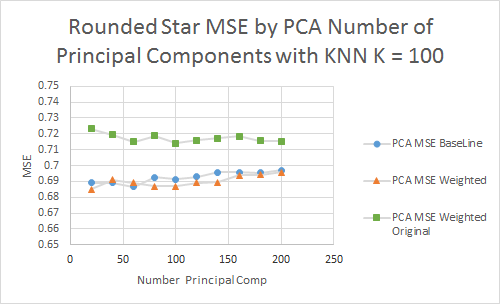 Rounded Star MSE by PCA Number of
Principal Components with KNN K = 100
0.75
0.74
0.73
0.72
0.71
0.7
0.69
0.68
0.67
0.66
0.65
MSE
0
50
100
150
200
250
Number Principal Comp
PCA MSE BaseLine
PCA MSE Weighted
PCA MSE Weighted
Original